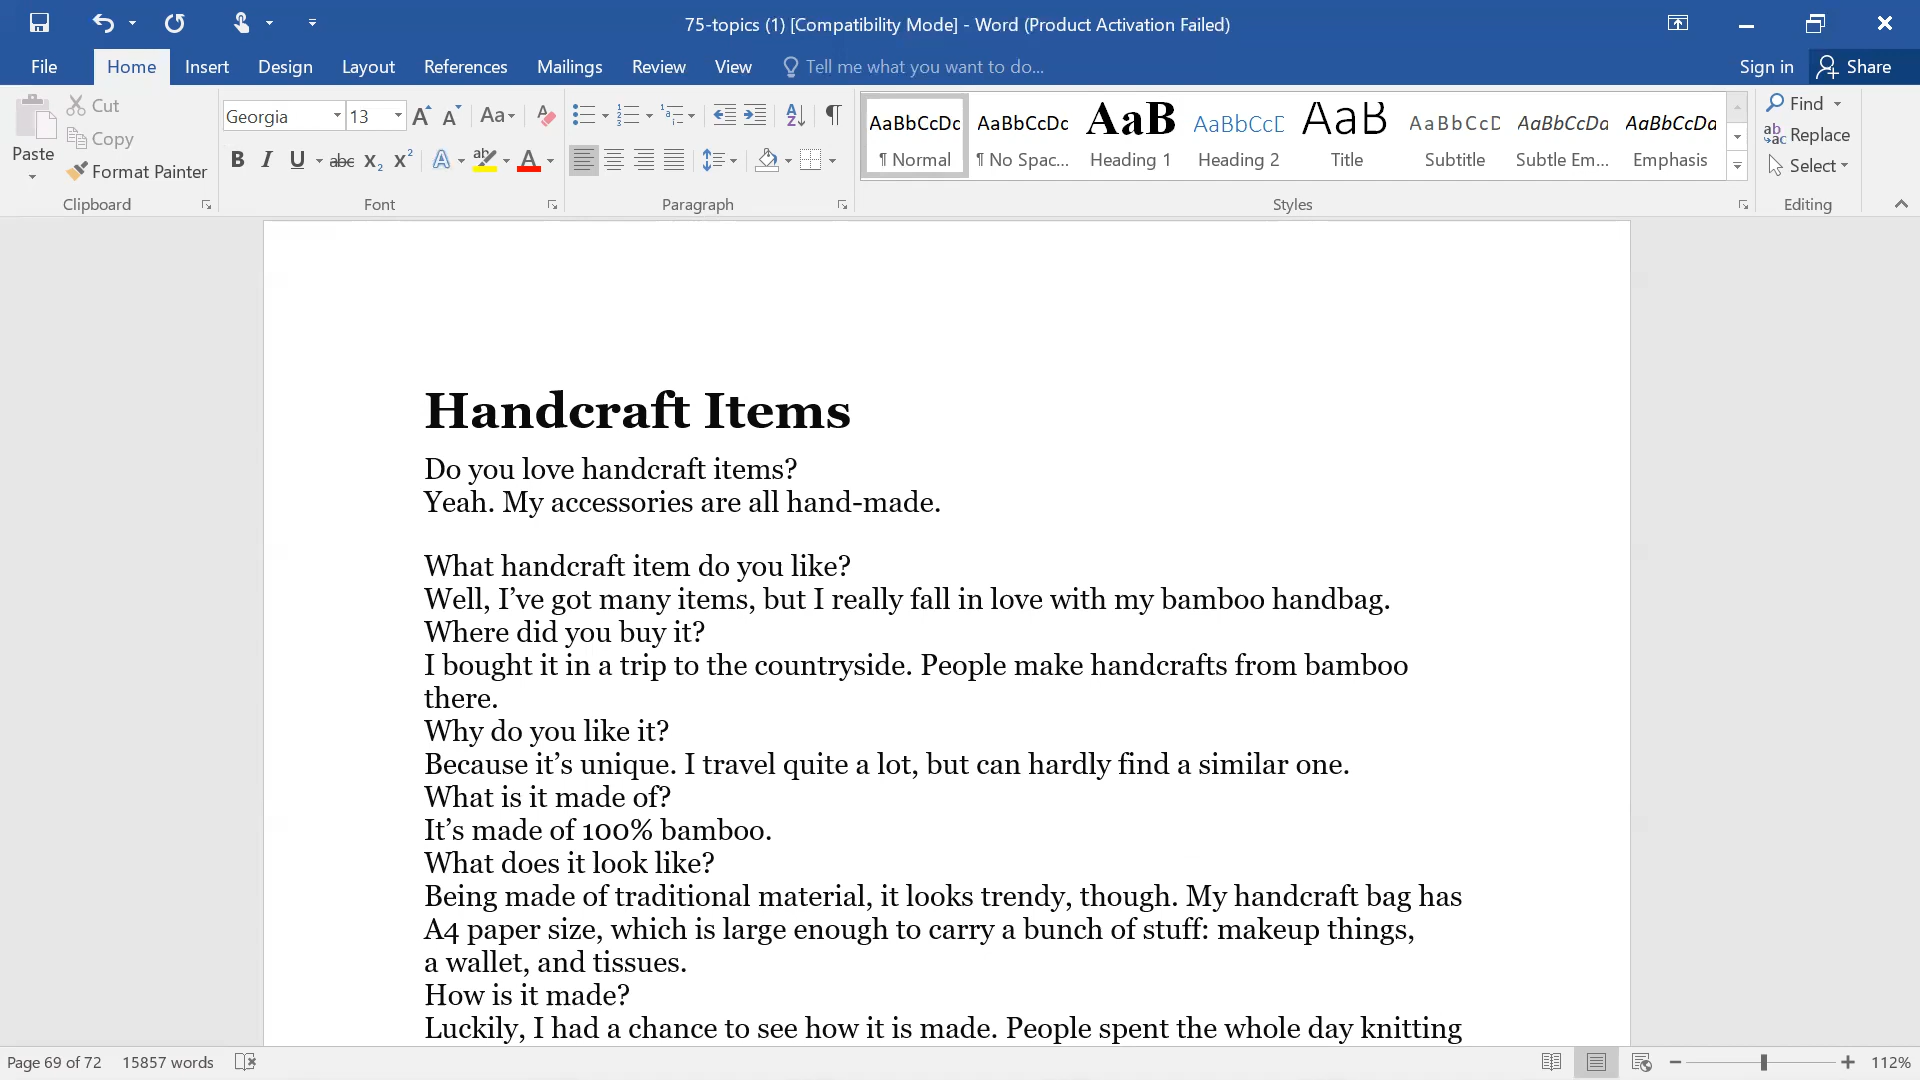 75-topics (1) [Compatibility Mode] - Word (Product Activation Failed)
File Home Insert Design Layout References Mailings Review View Tell me what you want to do... Sign in Share
Paste Cut Copy Format Painter
Georgia 13 Aa
B I U abc X₂ X² A ab A
AaBbCcDc AaBbCcDc AaB AaBbCcD AaB AaBbCcD AaBbCcDd AaBbCcDd
¶ Normal ¶ No Spac... Heading 1 Heading 2 Title Subtitle Subtle Em... Emphasis
Find
Replace
Select
Clipboard Font Paragraph Styles Editing
Handcraft Items
Do you love handcraft items?
Yeah. My accessories are all hand-made.
What handcraft item do you like?
Well, I’ve got many items, but I really fall in love with my bamboo handbag.
Where did you buy it?
I bought it in a trip to the countryside. People make handcrafts from bamboo
there.
Why do you like it?
Because it’s unique. I travel quite a lot, but can hardly find a similar one.
What is it made of?
It’s made of 100% bamboo.
What does it look like?
Being made of traditional material, it looks trendy, though. My handcraft bag has
A4 paper size, which is large enough to carry a bunch of stuff: makeup things,
a wallet, and tissues.
How is it made?
Luckily, I had a chance to see how it is made. People spent the whole day knitting
Page 69 of 72 15857 words 112%